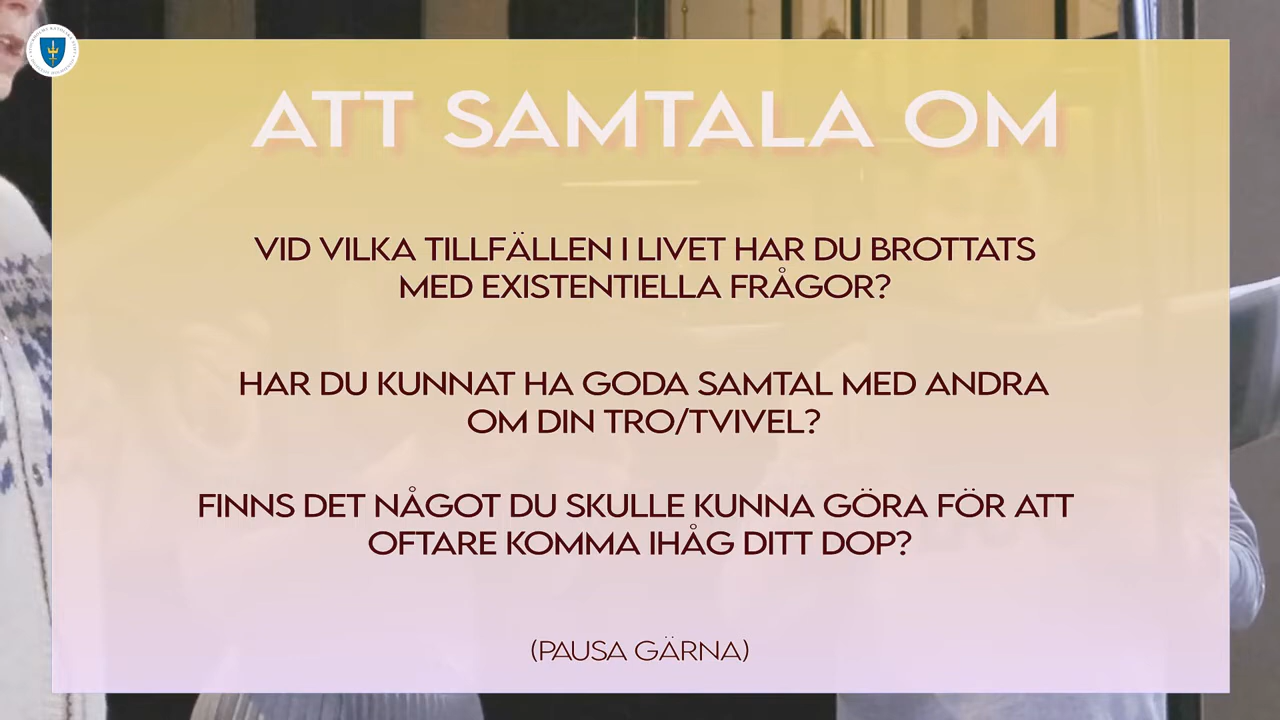 ATT SAMTALA OM
VID VILKA TILLFÄLLEN I LIVET HAR DU BROTTATS
MED EXISTENTIELLA FRÅGOR?
HAR DU KUNNAT HA GODA SAMTAL MED ANDRA
OM DIN TRO/TVIVEL?
FINNS DET NÅGOT DU SKULLE KUNNA GÖRA FÖR ATT
OFTARE KOMMA IHÅG DITT DOP?
(PAUSA GÄRNA)